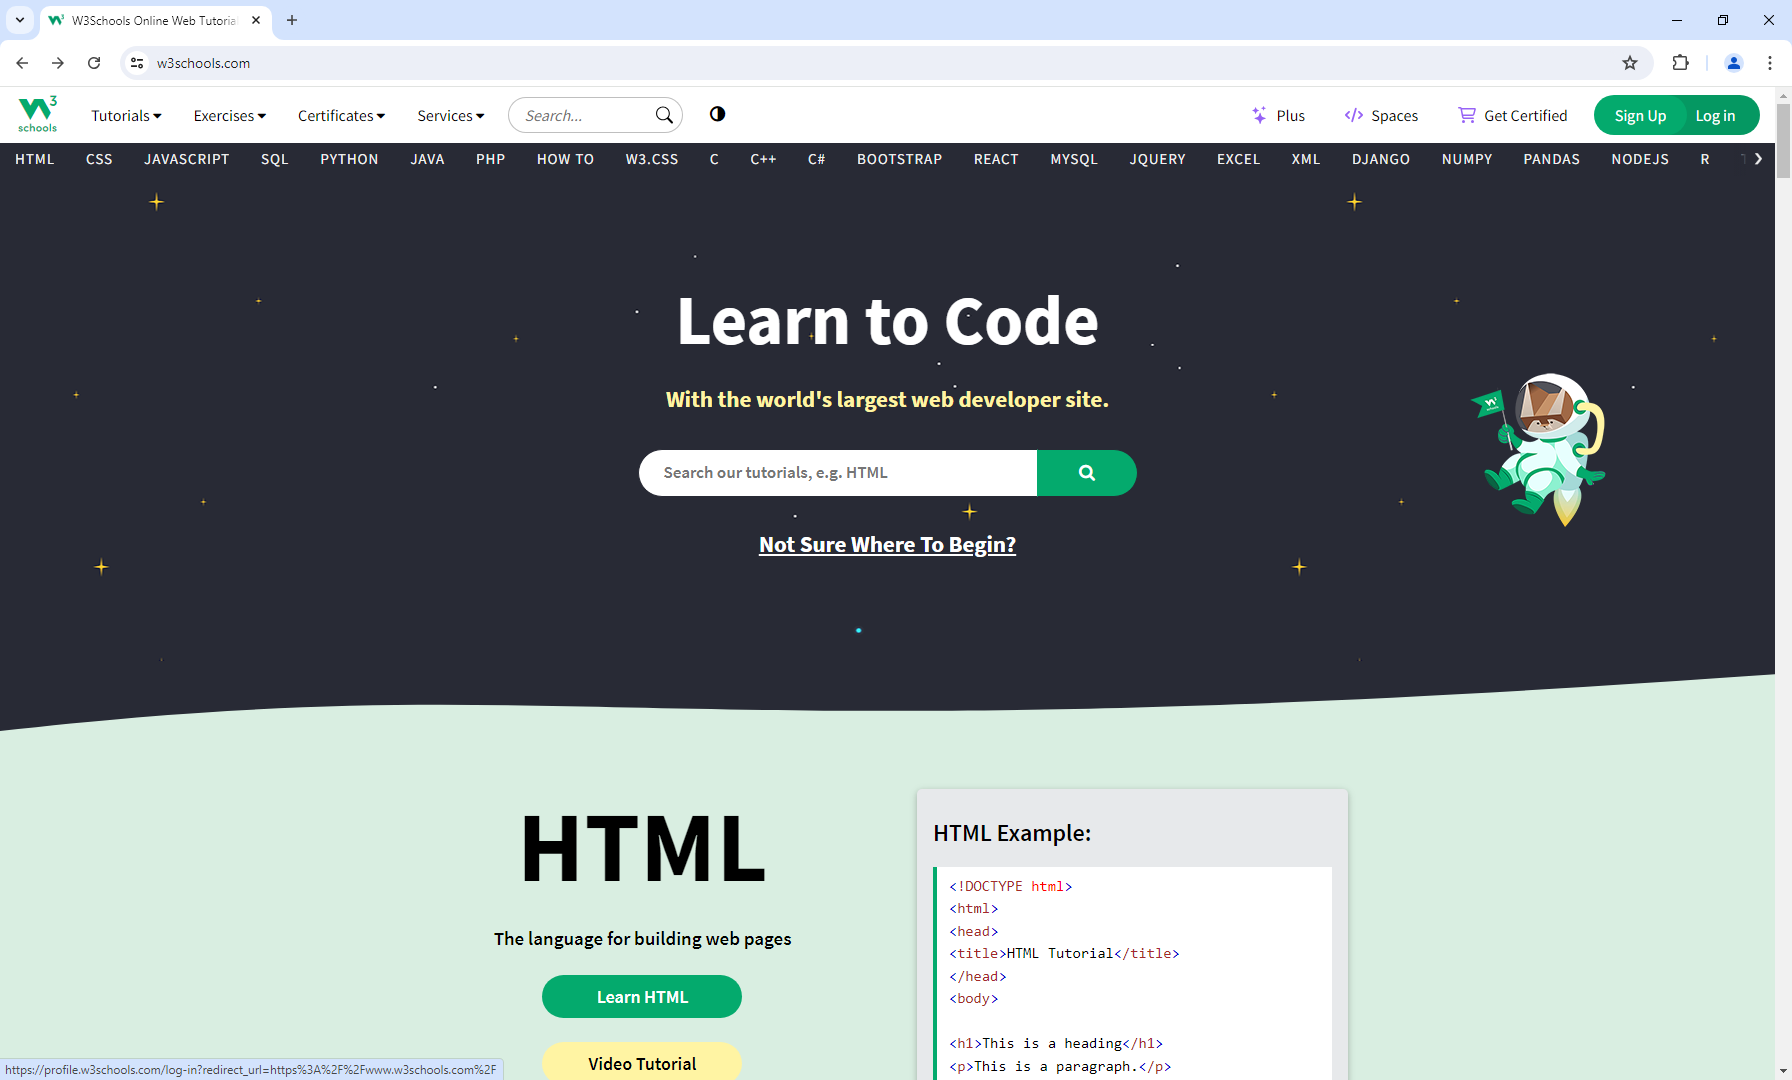 W3Schools Online Web Tutorial
w3schools.com
schools
Tutorials
Exercises
Certificates
Services
Search...
Plus
Spaces
Get Certified
Sign Up
Log in
HTML CSS JAVASCRIPT SQL PYTHON JAVA PHP HOW TO W3.CSS C C++ C# BOOTSTRAP REACT MYSQL JQUERY EXCEL XML DJANGO NUMPY PANDAS NODEJS R
Learn to Code
With the world's largest web developer site.
Search our tutorials, e.g. HTML
Not Sure Where To Begin?
HTML
The language for building web pages
Learn HTML
Video Tutorial
HTML Example:
<!DOCTYPE html>
<html>
<head>
<title>HTML Tutorial</title>
</head>
<body>
<h1>This is a heading</h1>
<p>This is a paragraph.</p>
https://profile.w3schools.com/log-in?redirect_url=https%3A%2F%2Fwww.w3schools.com%2F